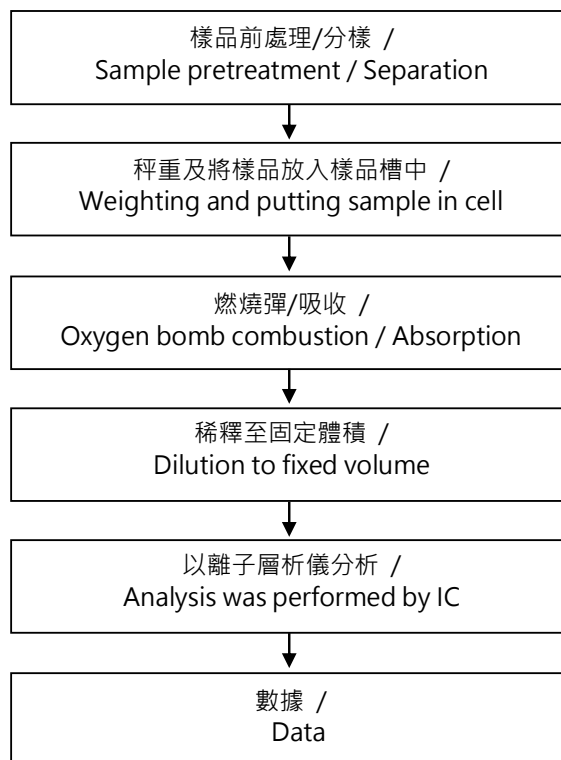 樣品前處理/分樣 /
Sample pretreatment / Separation
秤重及將樣品放入樣品槽中 /
Weighting and putting sample in cell
燃燒彈/吸收 /
Oxygen bomb combustion / Absorption
稀釋至固定體積 /
Dilution to fixed volume
以離子層析儀分析 /
Analysis was performed by IC
數據 /
Data